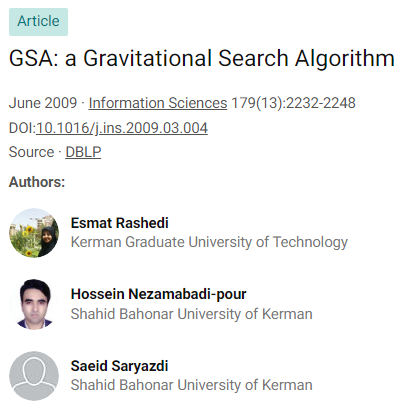 Article
GSA: a Gravitational Search Algorithm
June 2009 · Information Sciences 179(13):2232-2248
DOI:10.1016/j.ins.2009.03.004
Source · DBLP
Authors:
Esmat Rashedi
Kerman Graduate University of Technology
Hossein Nezamabadi-pour
Shahid Bahonar University of Kerman
Saeid Saryazdi
Shahid Bahonar University of Kerman